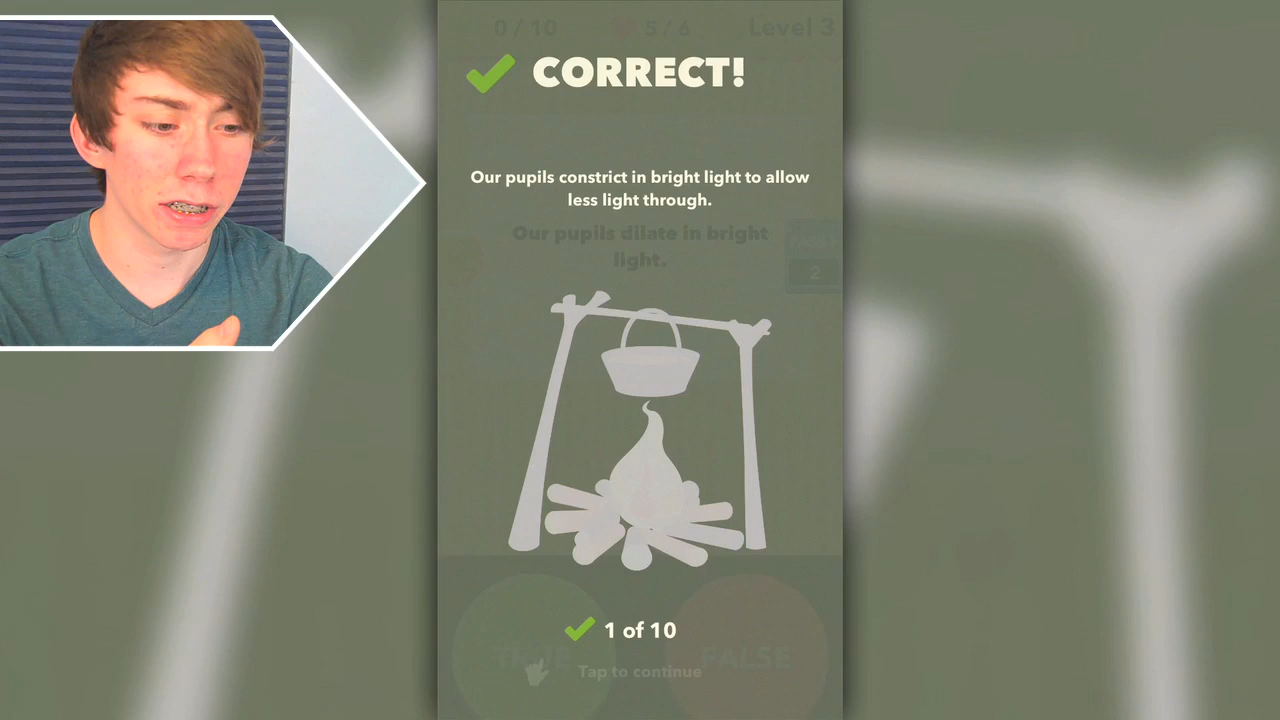 0 / 10 5 / 6 Level 3
CORRECT!
Our pupils constrict in bright light to allow
less light through.
Our pupils dilate in bright
light.
2
1 of 10
TRUE FALSE
Tap to continue